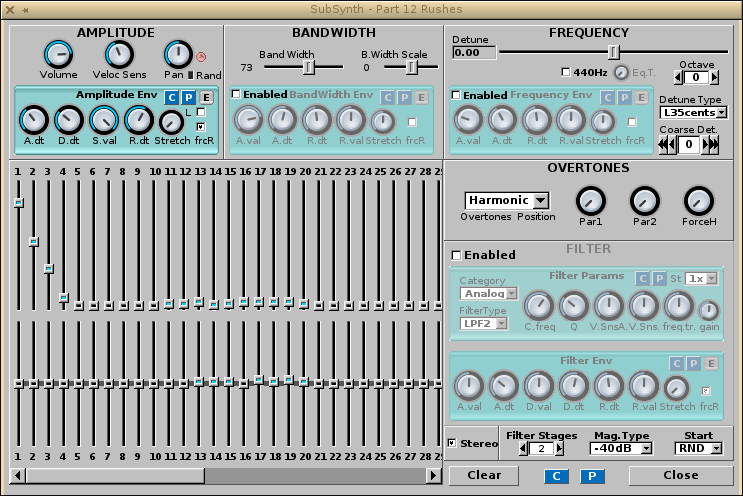 SubSynth - Part 12 Rushes
AMPLITUDE
Volume Veloc Sens Pan Rand
Amplitude Env C P E
A.dt D.dt S.val R.dt Stretch L frcR
BANDWIDTH
Band Width B.Width Scale
73 0
Enabled BandWidth Env C P E
A.val A.dt R.dt R.val Stretch frcR
FREQUENCY
Detune
0.00
440Hz Eq.T.
Octave
0
Enabled Frequency Env C P E
A.val A.dt R.dt R.val Stretch frcR
Detune Type
L35cents
Coarse Det.
0
1 2 3 4 5 6 7 8 9 10 11 12 13 14 15 16 17 18 19 20 21 22 23 24 25 26 27 28 29
1 2 3 4 5 6 7 8 9 10 11 12 13 14 15 16 17 18 19 20 21 22 23 24 25 26 27 28 29
OVERTONES
Harmonic
Overtones Position Par1 Par2 ForceH
FILTER
Enabled
Category
Analog
FilterType
LPF2
Filter Params C P St 1x
C.freq Q V.SnsA. V.Sns. freq.tr. gain
Filter Env C P E
A.val A.dt D.val D.dt R.dt R.val Stretch frcR
Stereo
Filter Stages
2
Mag.Type
-40dB
Start
RND
Clear C P Close